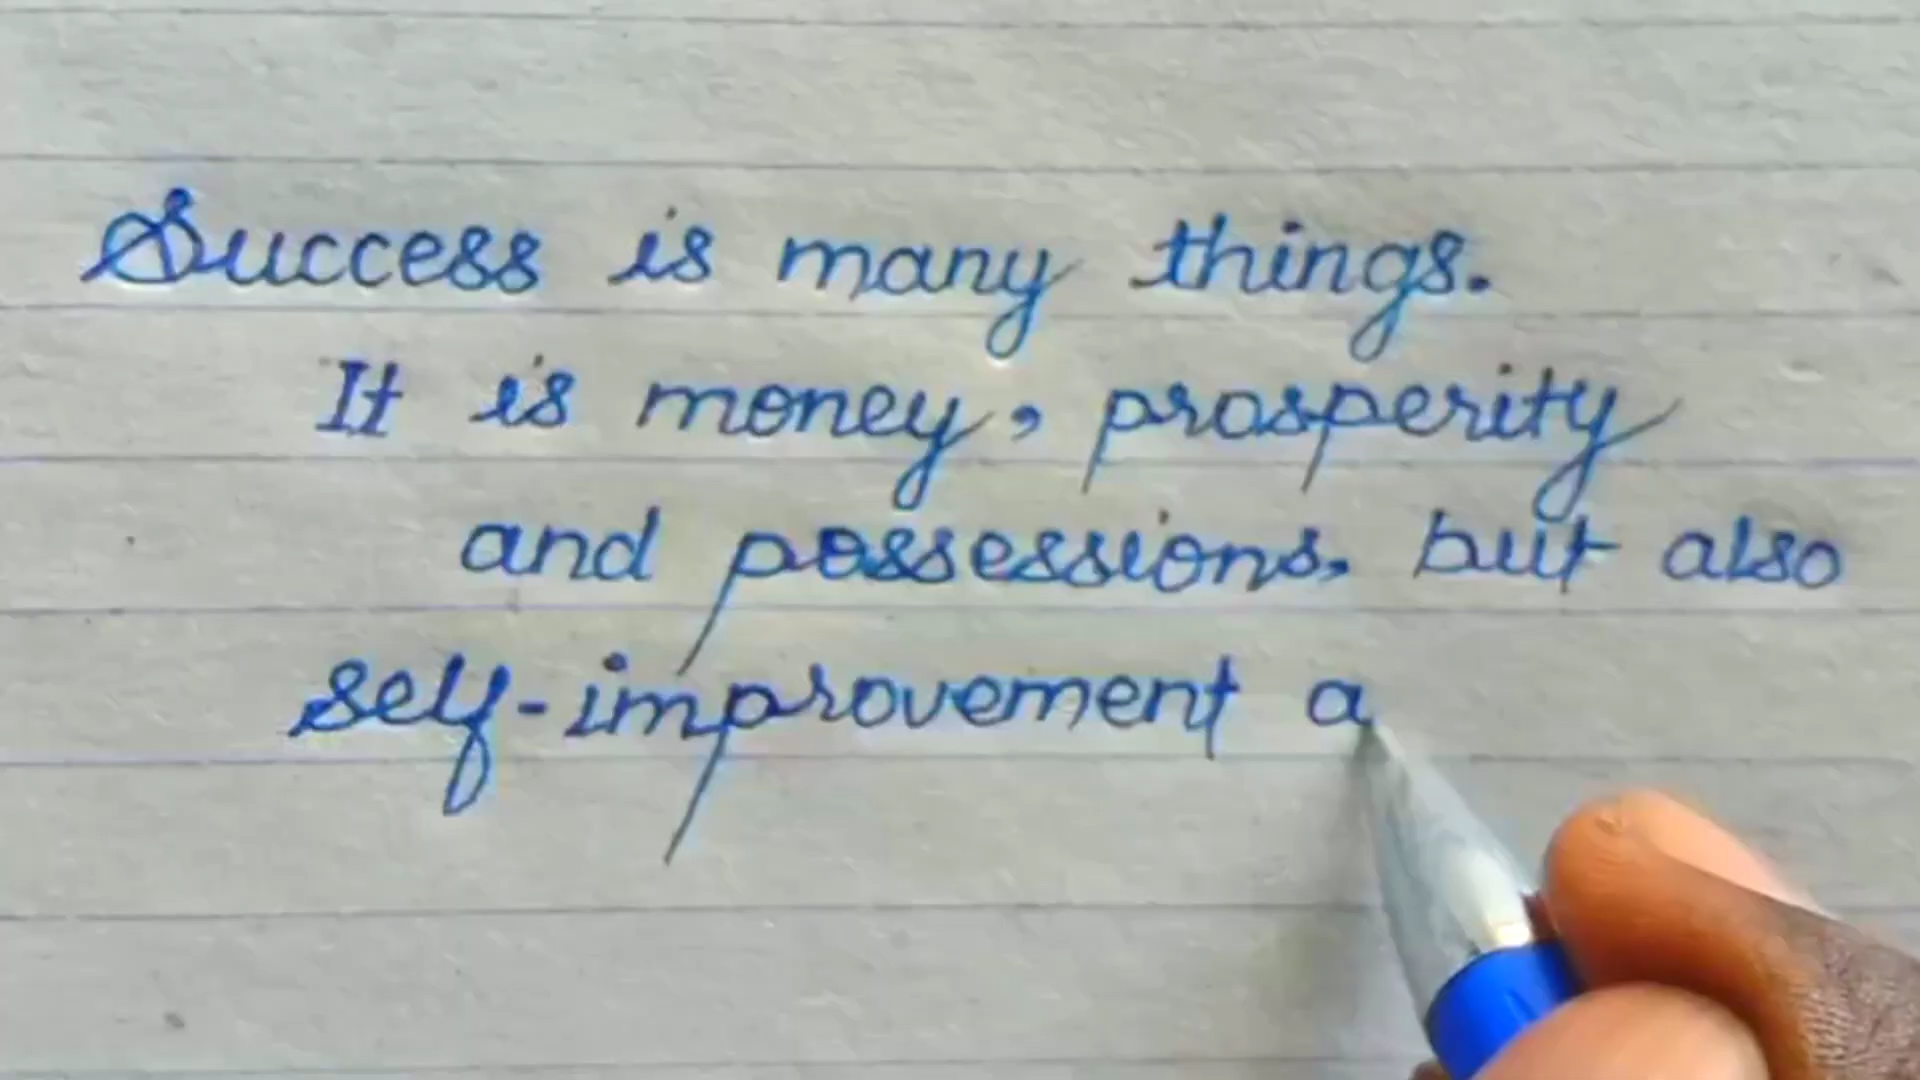 Success is many things.
It is money, prosperity
and possessions, but also
self-improvement a